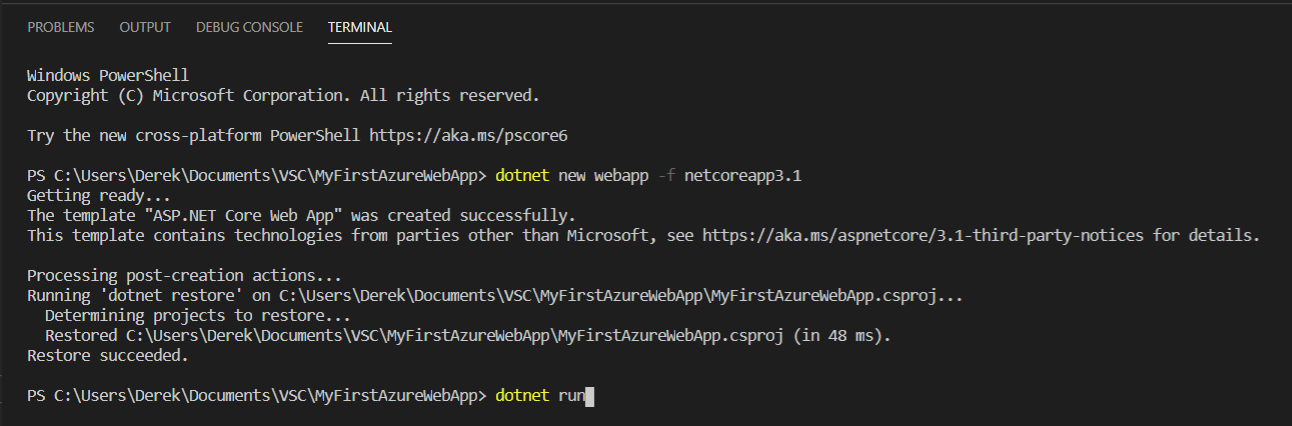 PROBLEMS OUTPUT DEBUG CONSOLE TERMINAL
Windows PowerShell
Copyright (C) Microsoft Corporation. All rights reserved.
Try the new cross-platform PowerShell https://aka.ms/pscore6
PS C:\Users\Derek\Documents\VSC\MyFirstAzureWebApp> dotnet new webapp -f netcoreapp3.1
Getting ready...
The template "ASP.NET Core Web App" was created successfully.
This template contains technologies from parties other than Microsoft, see https://aka.ms/aspnetcore/3.1-third-party-notices for details.
Processing post-creation actions...
Running 'dotnet restore' on C:\Users\Derek\Documents\VSC\MyFirstAzureWebApp\MyFirstAzureWebApp.csproj...
  Determining projects to restore...
  Restored C:\Users\Derek\Documents\VSC\MyFirstAzureWebApp\MyFirstAzureWebApp.csproj (in 48 ms).
Restore succeeded.
PS C:\Users\Derek\Documents\VSC\MyFirstAzureWebApp> dotnet run